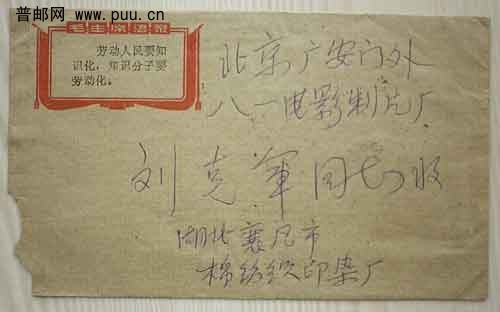 普邮网
www.puu.cn
毛主席语录
劳动人民要知
识化，知识分子要
劳动化。
北京广安门外
八一电影制片厂
刘克军同志收
湖北襄凡市
棉纺织印染厂